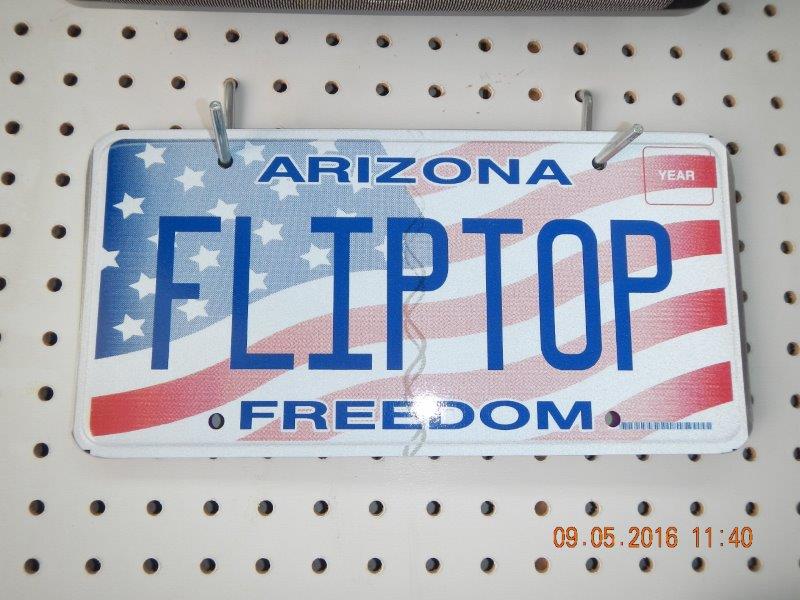 ARIZONA
YEAR
FLIPTOP
FREEDOM
09.05.2016 11:40